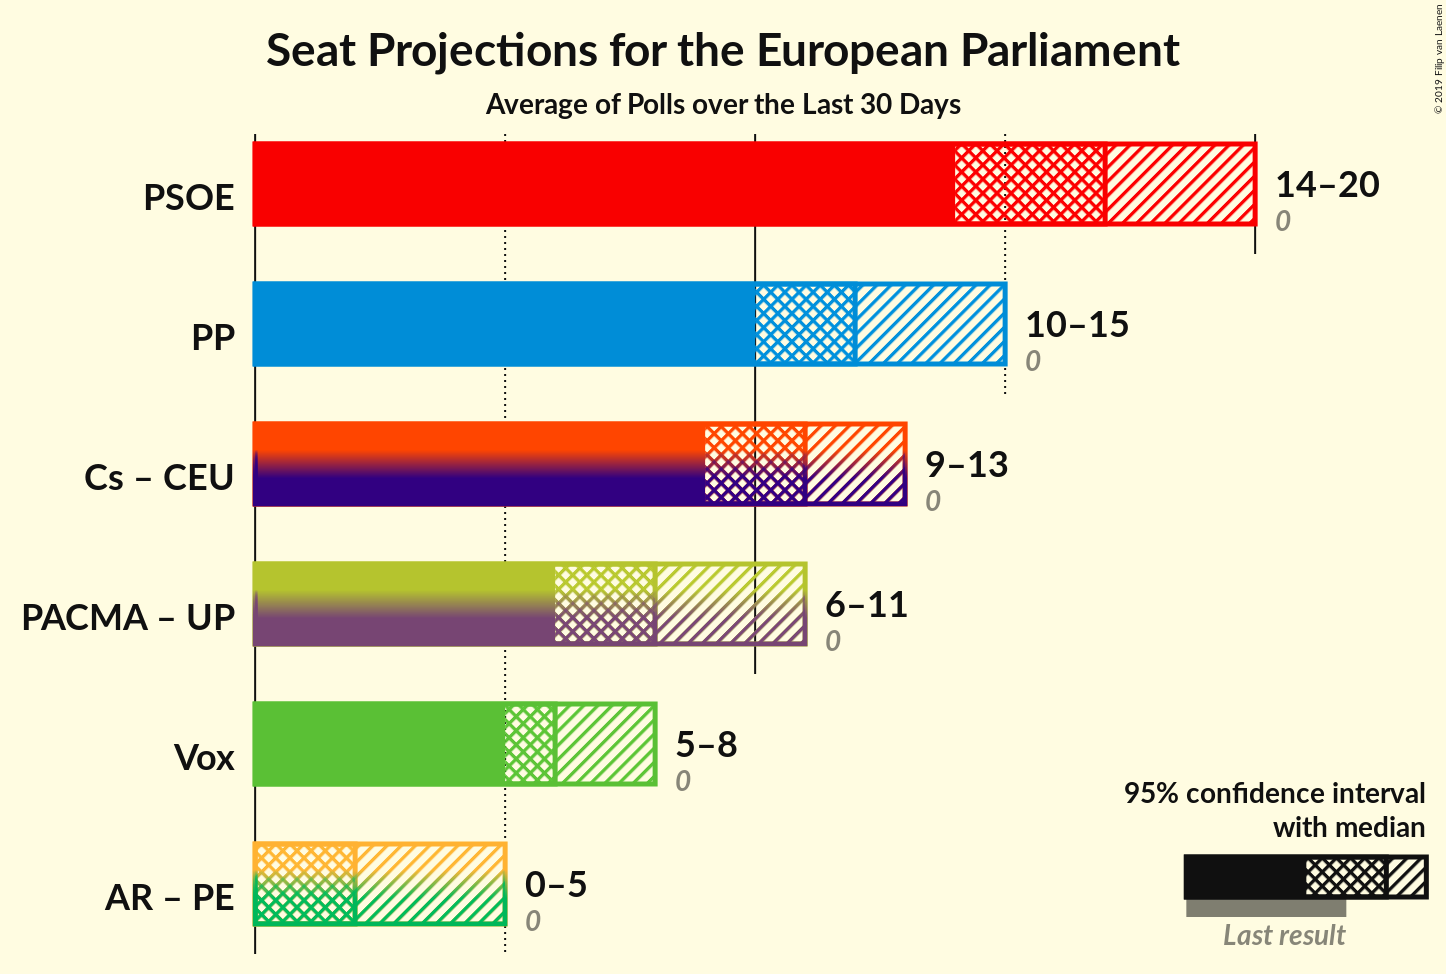 Seat Projections for the European Parliament
Average of Polls over the Last 30 Days
© 2019 Filip van Laenen
PSOE
14–20
0
PP
10–15
0
Cs – CEU
9–13
0
PACMA – UP
6–11
0
Vox
5–8
0
AR – PE
0–5
0
95% confidence interval
with median
Last result